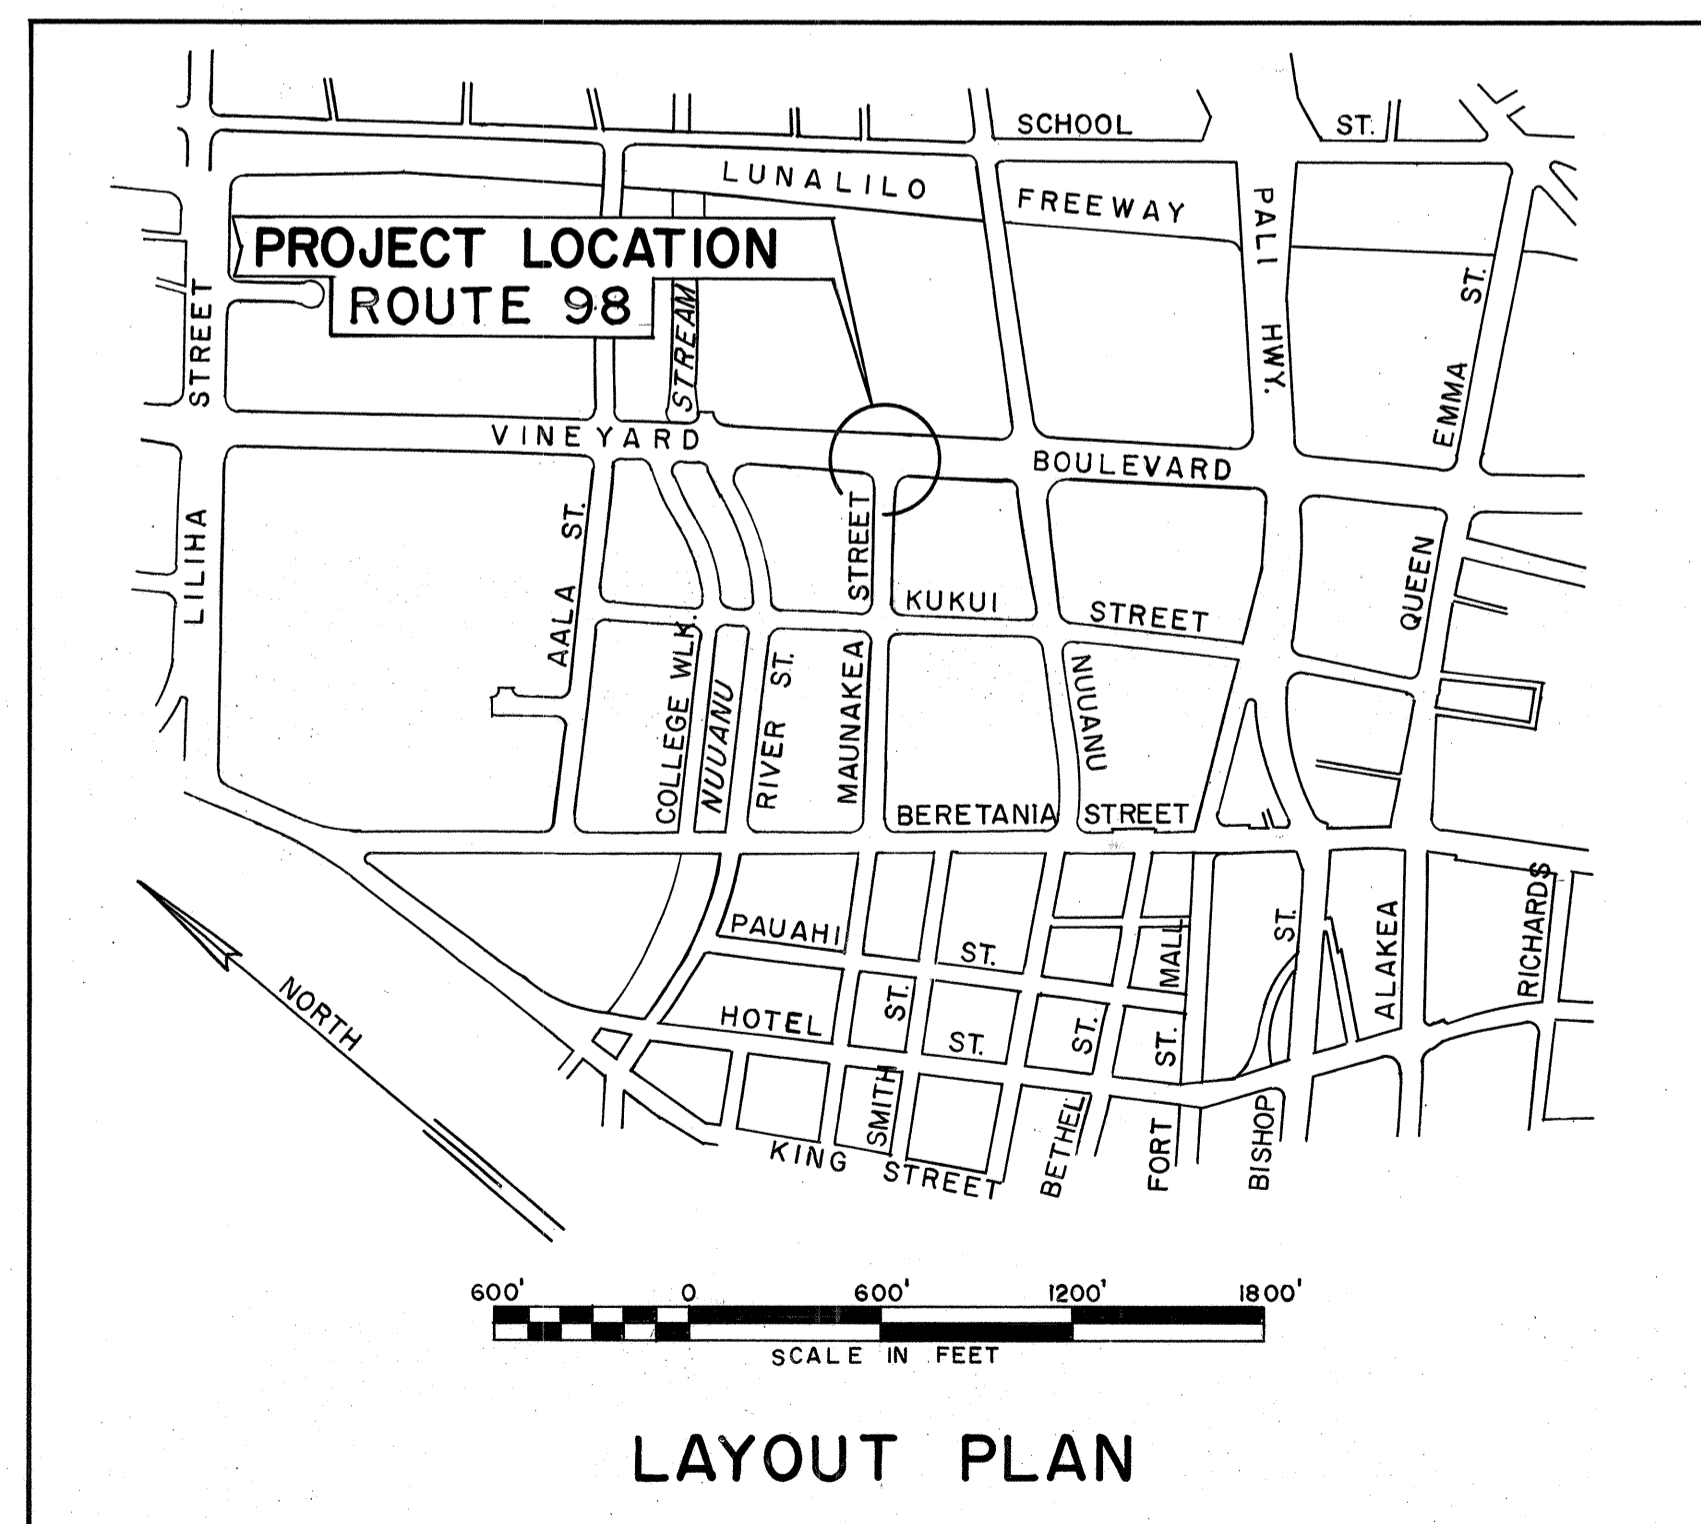 SCHOOL ST.
LUNALILO FREEWAY
PALI HWY.
PROJECT LOCATION
ROUTE 98
STREAM
LILIHA STREET
EMMA ST.
VINEYARD BOULEVARD
AALA ST.
COLLEGE WLK.
NUUANU
RIVER ST.
MAUNAKEA STREET
KUKUI STREET
NUUANU
QUEEN
BERETANIA STREET
PAUAHI ST.
HOTEL ST.
SMITH ST.
BETHEL ST.
FORT ST. MALL
BISHOP ST.
ALAKEA
RICHARDS
KING STREET
NORTH
600' 0 600' 1200' 1800'
SCALE IN FEET
LAYOUT PLAN